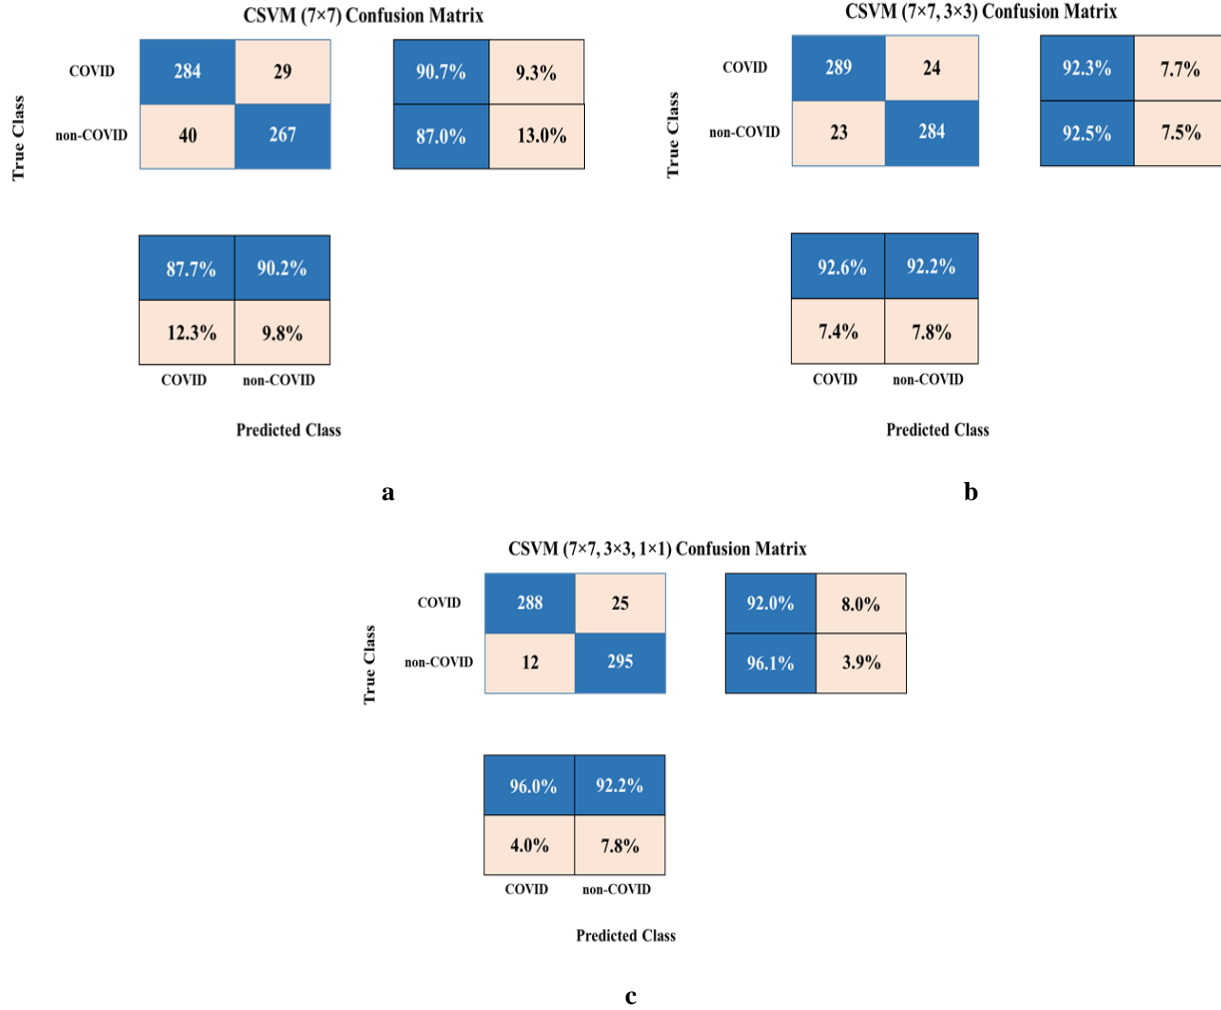 CSVM (7×7) Confusion Matrix
COVID 284 29 90.7% 9.3%
non-COVID 40 267 87.0% 13.0%
True Class
87.7% 90.2%
12.3% 9.8%
COVID non-COVID
Predicted Class
a
CSVM (7×7, 3×3) Confusion Matrix
COVID 289 24 92.3% 7.7%
non-COVID 23 284 92.5% 7.5%
True Class
92.6% 92.2%
7.4% 7.8%
COVID non-COVID
Predicted Class
b
CSVM (7×7, 3×3, 1×1) Confusion Matrix
COVID 288 25 92.0% 8.0%
non-COVID 12 295 96.1% 3.9%
True Class
96.0% 92.2%
4.0% 7.8%
COVID non-COVID
Predicted Class
c